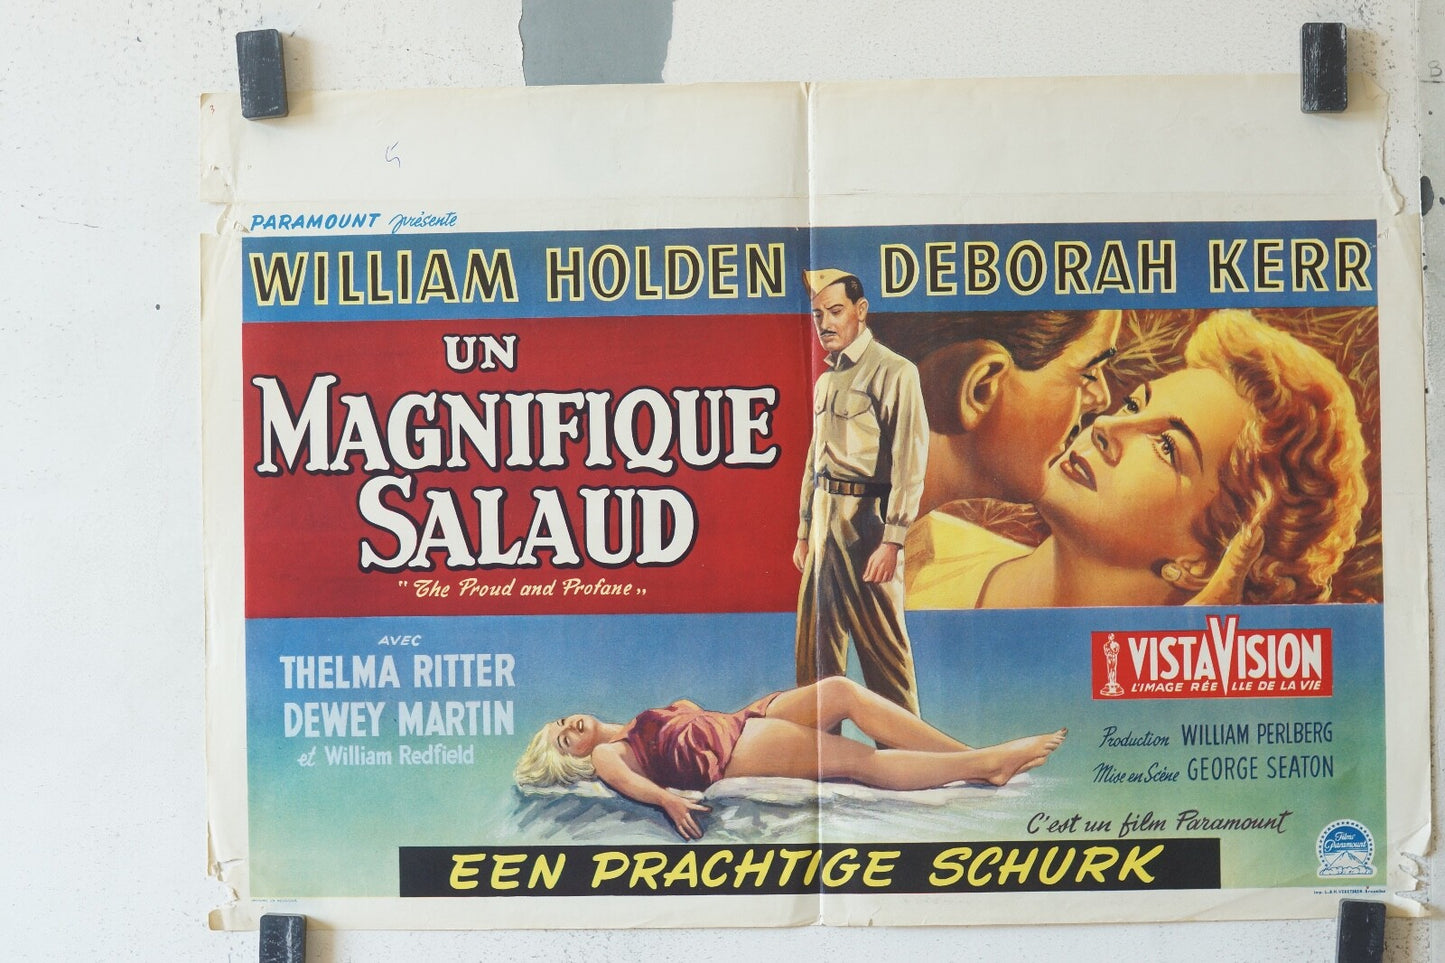 PARAMOUNT présente
WILLIAM HOLDEN DEBORAH KERR
UN
MAGNIFIQUE
SALAUD
"The Proud and Profane„
AVEC
THELMA RITTER
DEWEY MARTIN
et William Redfield
VISTAVISION
L'IMAGE RÉELLE DE LA VIE
Production WILLIAM PERLBERG
Mise en Scène GEORGE SEATON
C'est un film Paramount
Films
Paramount
EEN PRACHTIGE SCHURK